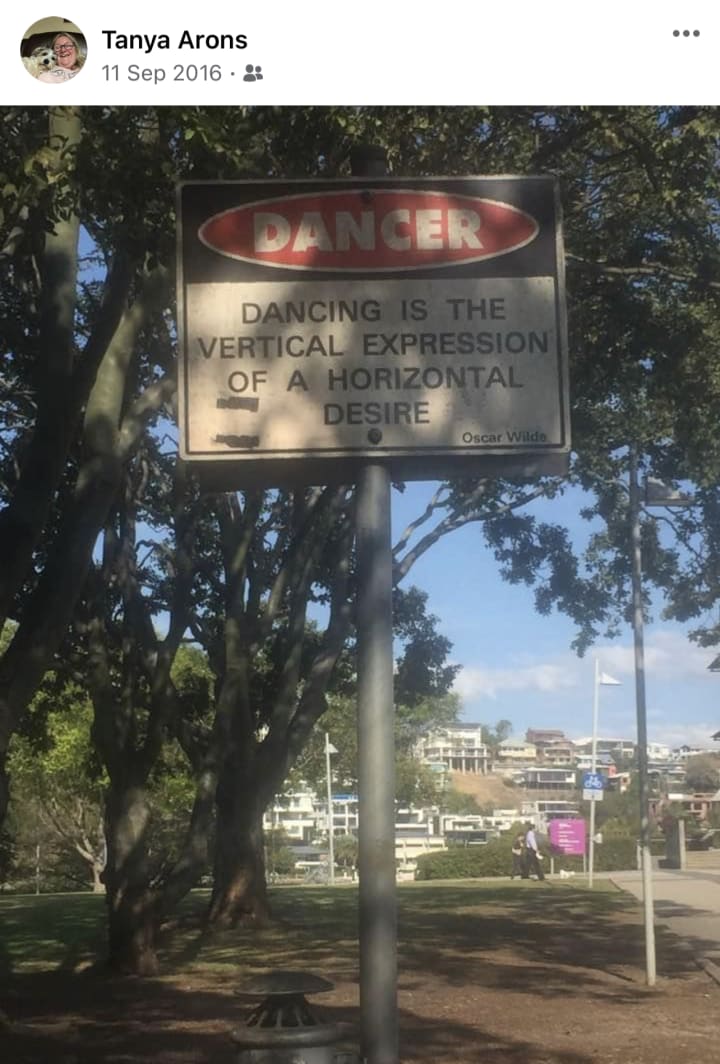 Tanya Arons
11 Sep 2016
DANCER
DANCING IS THE
VERTICAL EXPRESSION
OF A HORIZONTAL
DESIRE
Oscar Wilde